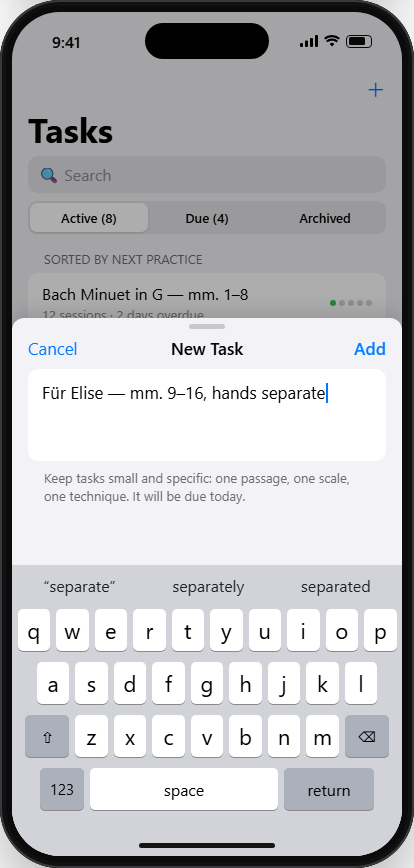 9:41
+
Tasks
Search
Active (8) Due (4) Archived
SORTED BY NEXT PRACTICE
Bach Minuet in G — mm. 1–8
12 sessions · 2 days overdue
Cancel New Task Add
Für Elise — mm. 9–16, hands separate
Keep tasks small and specific: one passage, one scale,
one technique. It will be due today.
“separate” separately separated
q w e r t y u i o p
a s d f g h j k l
⇧ z x c v b n m ⌫
123 space return